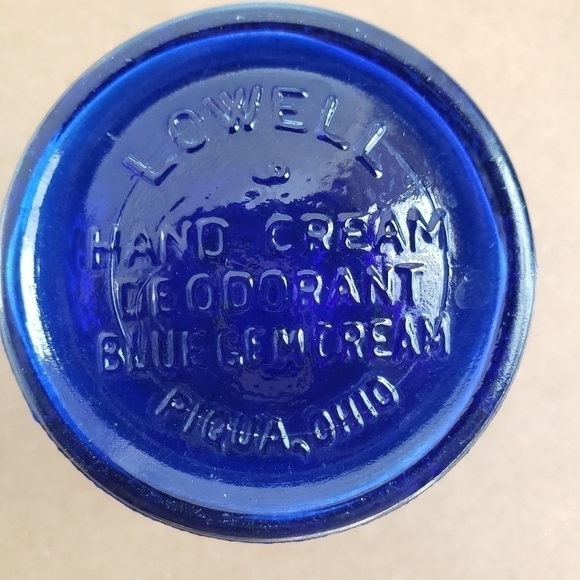 LOWELL
HAND CREAM
DEODORANT
BLUE GEM CREAM
PIQUA, OHIO